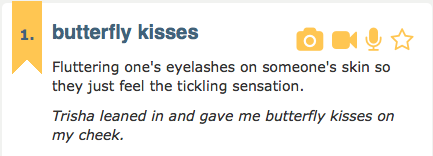 1. butterfly kisses
Fluttering one's eyelashes on someone's skin so
they just feel the tickling sensation.
Trisha leaned in and gave me butterfly kisses on
my cheek.